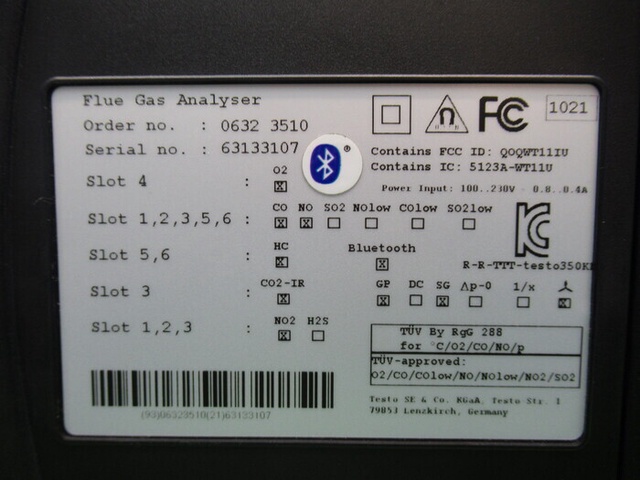 Flue Gas Analyser
Order no. : 0632 3510
Serial no. : 63133107
FC 1021
Contains FCC ID: QOQWT11IU
Contains IC: 5123A-WT11U
Power Input: 100..230V - 0.8..0.4A
Slot 4 : O2
Slot 1,2,3,5,6 : CO NO SO2 NOlow COlow SO2low
Slot 5,6 : HC
Bluetooth
R-R-TTT-testo350K
Slot 3 : CO2-IR
GP DC SG Δp-0 1/x
Slot 1,2,3 : NO2 H2S
TÜV By RgG 288
for °C/O2/CO/NO/p
TÜV-approved:
O2/CO/COlow/NO/NOlow/NO2/SO2
Testo SE & Co. KGaA, Testo Str. 1
79853 Lenzkirch, Germany
(93)06323510(21)63133107